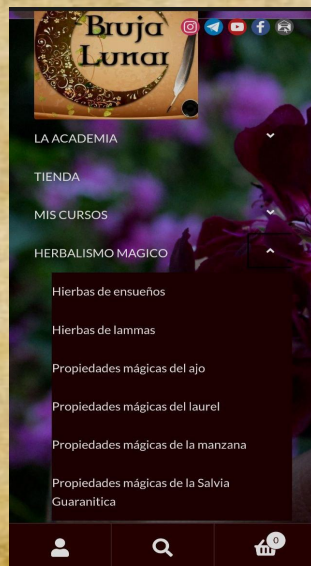 Bruja
Lunar
LA ACADEMIA
TIENDA
MIS CURSOS
HERBALISMO MAGICO
Hierbas de ensueños
Hierbas de lammas
Propiedades mágicas del ajo
Propiedades mágicas del laurel
Propiedades mágicas de la manzana
Propiedades mágicas de la Salvia
Guaranitica
0